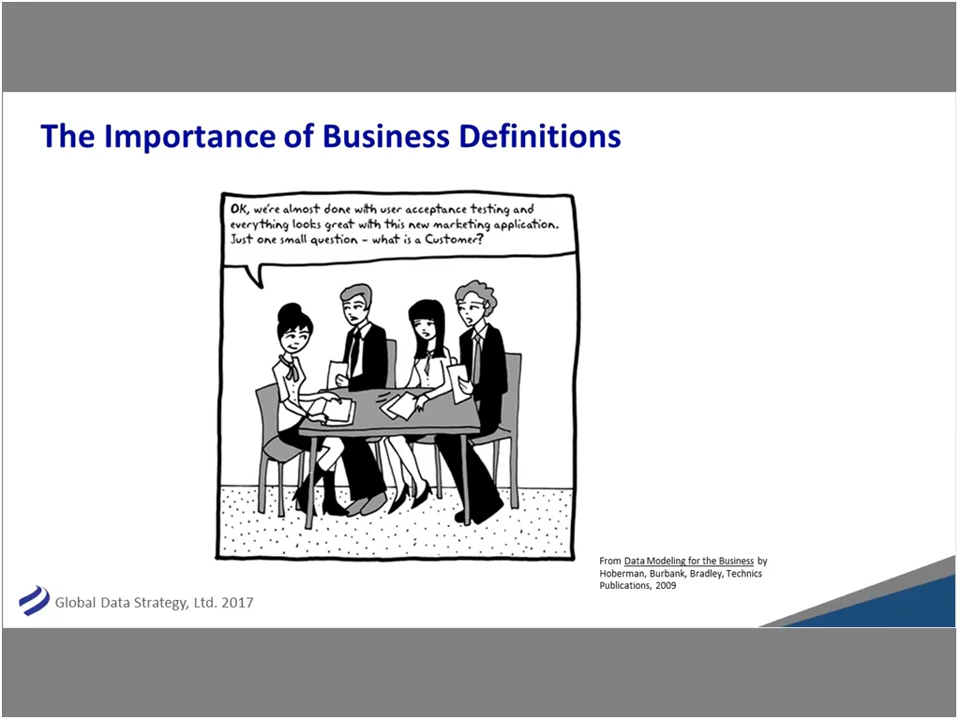 The Importance of Business Definitions
OK, we're almost done with user acceptance testing and
everything looks great with this new marketing application.
Just one small question – what is a Customer?
From Data Modeling for the Business by
Hoberman, Burbank, Bradley, Technics
Publications, 2009
Global Data Strategy, Ltd. 2017